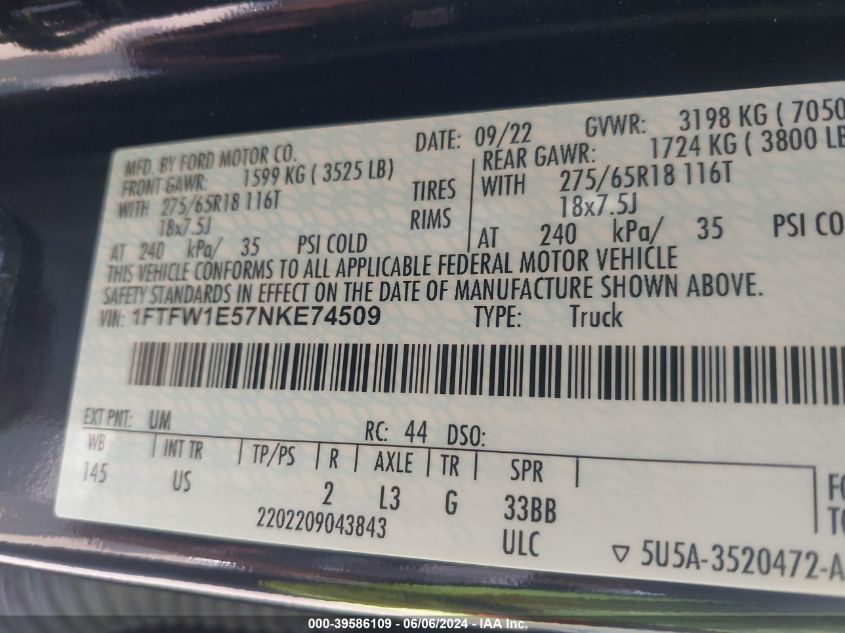 MFD. BY FORD MOTOR CO. DATE: 09/22 GVWR: 3198 KG ( 7050
FRONT GAWR: 1599 KG ( 3525 LB) REAR GAWR: 1724 KG ( 3800 LB
WITH 275/65R18 116T TIRES WITH 275/65R18 116T
18x7.5J RIMS 18x7.5J
AT 240 kPa/ 35 PSI COLD AT 240 kPa/ 35 PSI CO
THIS VEHICLE CONFORMS TO ALL APPLICABLE FEDERAL MOTOR VEHICLE
SAFETY STANDARDS IN EFFECT ON THE DATE OF MANUFACTURE SHOWN ABOVE.
VIN: 1FTFW1E57NKE74509 TYPE: Truck
EXT PNT: UM RC: 44 DSO:
WB | INT TR | TP/PS | R | AXLE | TR | SPR |
145 US 2 L3 G 33BB
2202209043843 ULC
FO
TO
▽ 5U5A-3520472-A
000-39586109 - 06/06/2024 - IAA Inc.